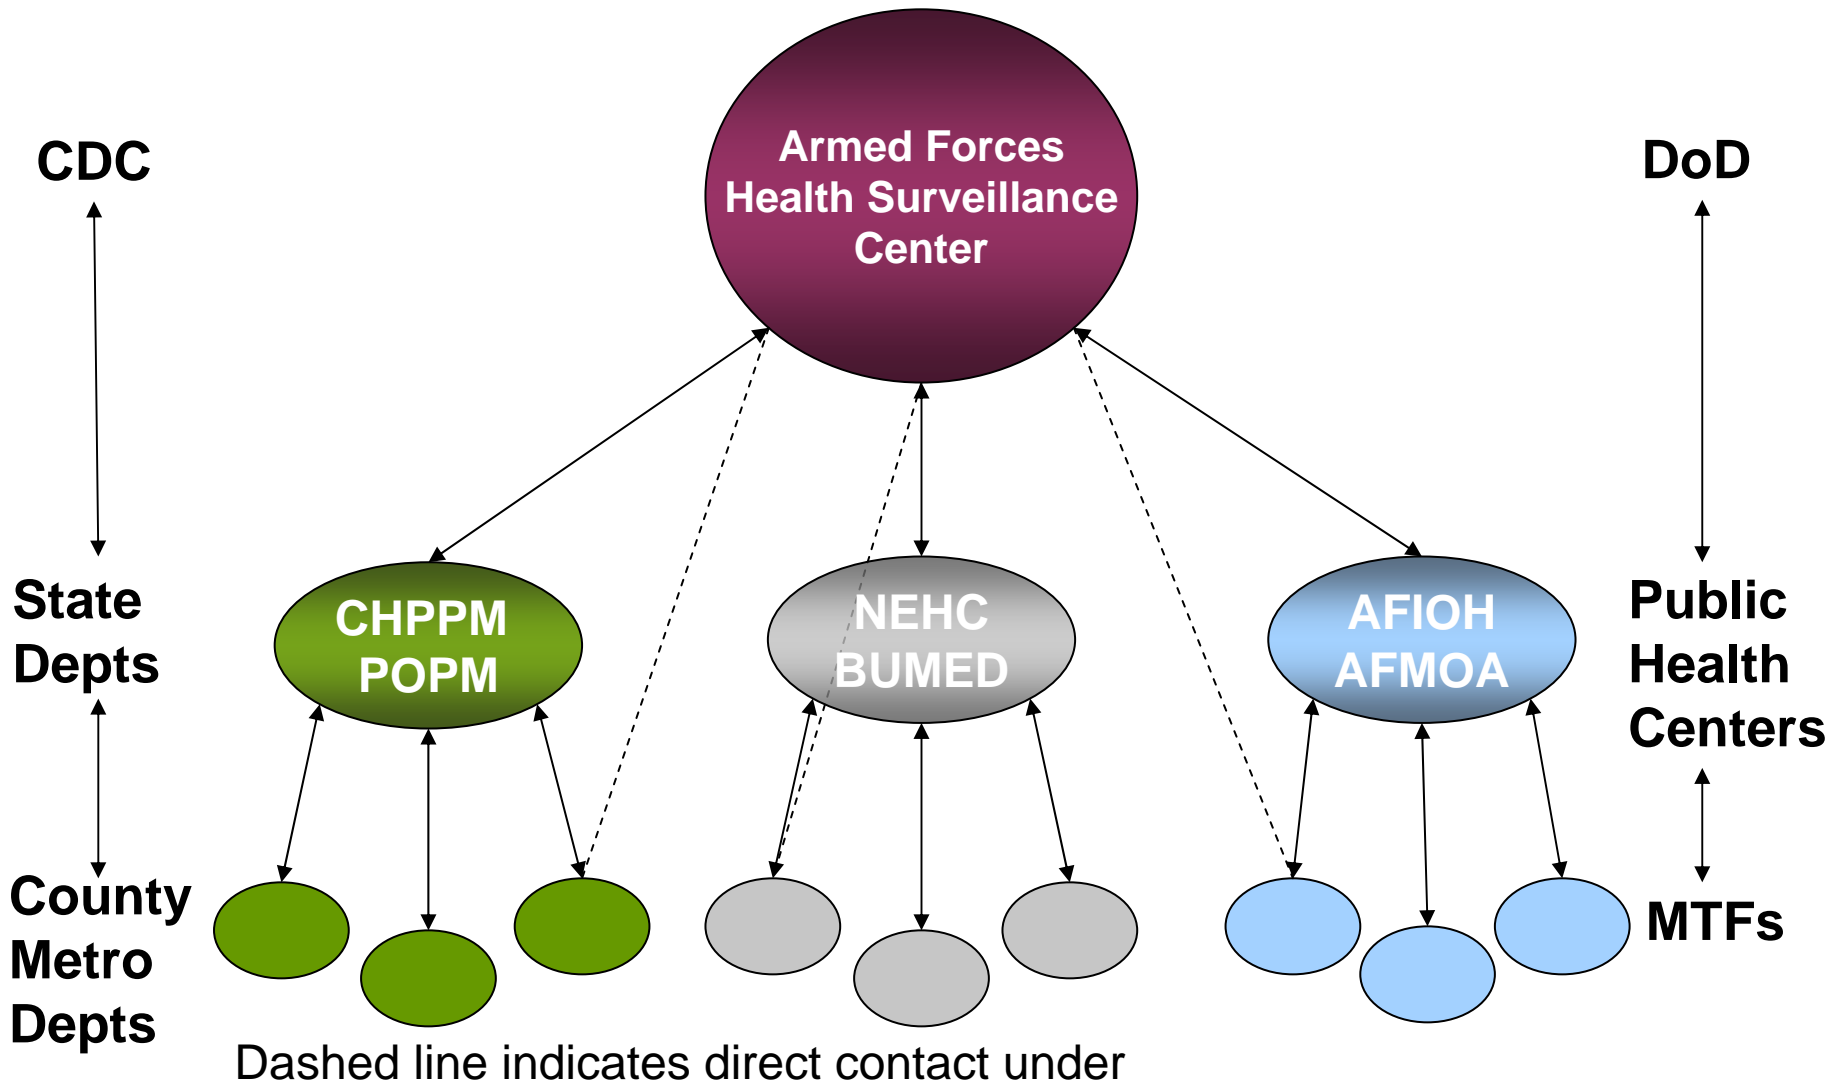 Armed Forces
Health Surveillance
Center
CDC
DoD
State
Depts
CHPPM
POPM
NEHC
BUMED
AFIOH
AFMOA
Public
Health
Centers
County
Metro
Depts
MTFs
Dashed line indicates direct contact under